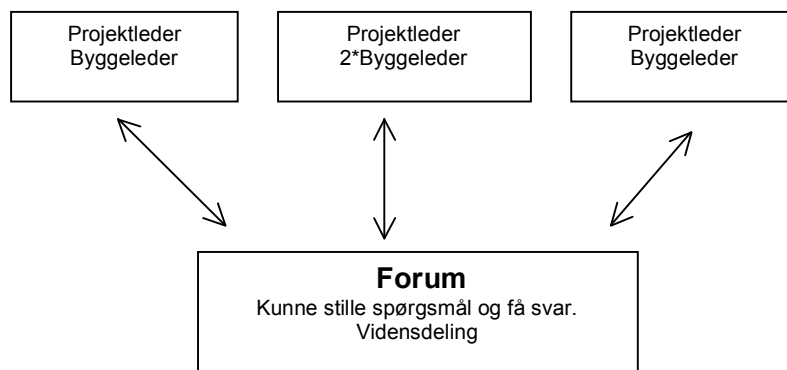 Projektleder
Byggeleder
Projektleder
2*Byggeleder
Projektleder
Byggeleder
Forum
Kunne stille spørgsmål og få svar.
Vidensdeling